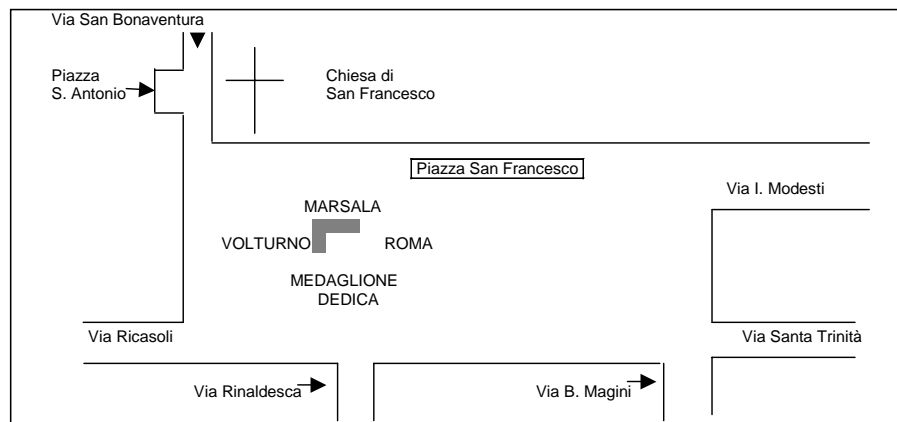 Via San Bonaventura
Piazza
S. Antonio
Chiesa di
San Francesco
Piazza San Francesco
Via I. Modesti
MARSALA
VOLTURNO
ROMA
MEDAGLIONE
DEDICA
Via Ricasoli
Via Santa Trinità
Via Rinaldesca
Via B. Magini